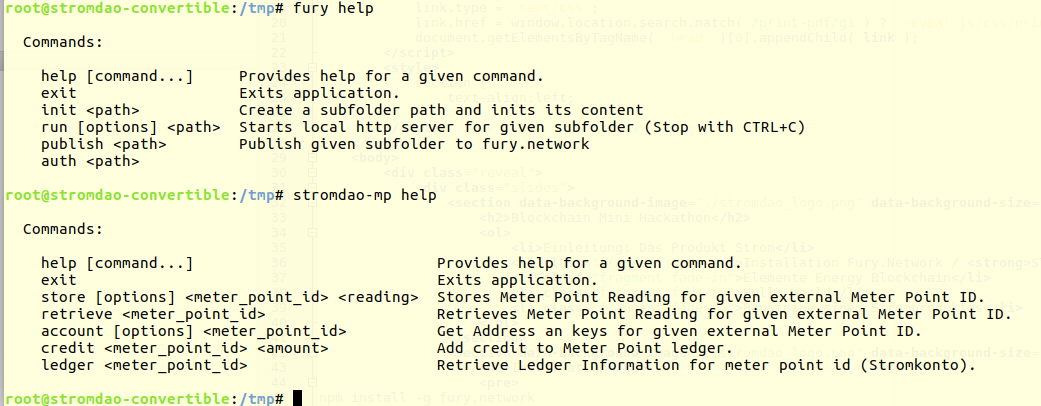 root@stromdao-convertible:/tmp# fury help
Commands:
help [command...] Provides help for a given command.
exit Exits application.
init <path> Create a subfolder path and inits its content
run [options] <path> Starts local http server for given subfolder (Stop with CTRL+C)
publish <path> Publish given subfolder to fury.network
auth <path>
root@stromdao-convertible:/tmp# stromdao-mp help
Commands:
help [command...] Provides help for a given command.
exit Exits application.
store [options] <meter_point_id> <reading> Stores Meter Point Reading for given external Meter Point ID.
retrieve <meter_point_id> Retrieves Meter Point Reading for given external Meter Point ID.
account [options] <meter_point_id> Get Address an keys for given external Meter Point ID.
credit <meter_point_id> <amount> Add credit to Meter Point ledger.
ledger <meter_point_id> Retrieve Ledger Information for meter point id (Stromkonto).
root@stromdao-convertible:/tmp#
npm install -g fury.network